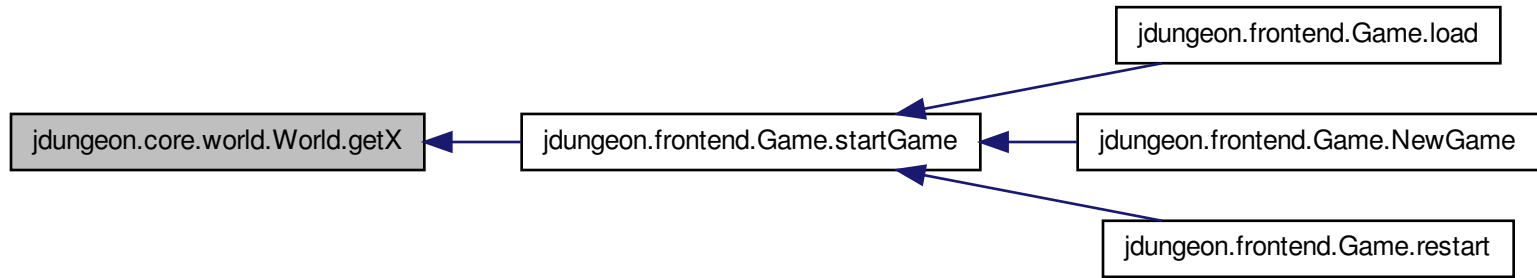 jdungeon.frontend.Game.load
jdungeon.core.world.World.getX
jdungeon.frontend.Game.startGame
jdungeon.frontend.Game.NewGame
jdungeon.frontend.Game.restart